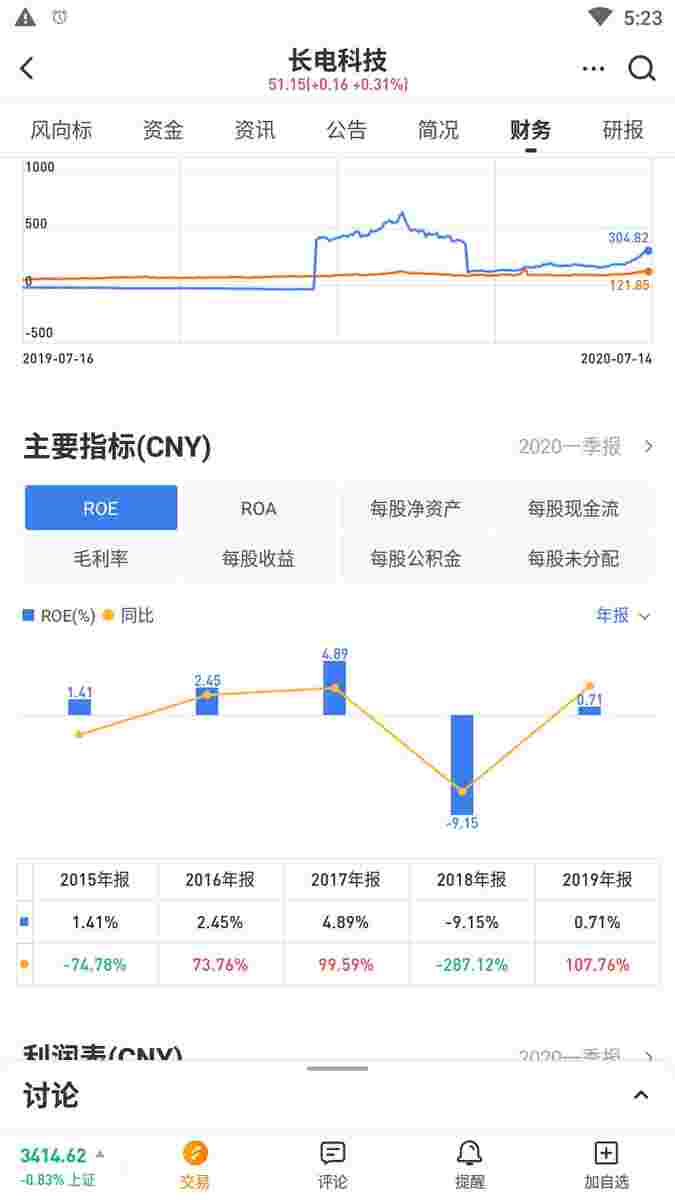 5:23
长电科技
51.15(+0.16 +0.31%)
风向标 资金 资讯 公告 简况 财务 研报
1000
500
0
-500
304.82
121.85
2019-07-16 2020-07-14
主要指标(CNY) 2020一季报
ROE ROA 每股净资产 每股现金流
毛利率 每股收益 每股公积金 每股未分配
ROE(%) 同比 年报
1.41 2.45 4.89 -9.15 0.71
2015年报 2016年报 2017年报 2018年报 2019年报
1.41% 2.45% 4.89% -9.15% 0.71%
-74.78% 73.76% 99.59% -287.12% 107.76%
利润表(CNY) 2020一季报
讨论
3414.62
-0.83% 上证
交易 评论 提醒 加自选